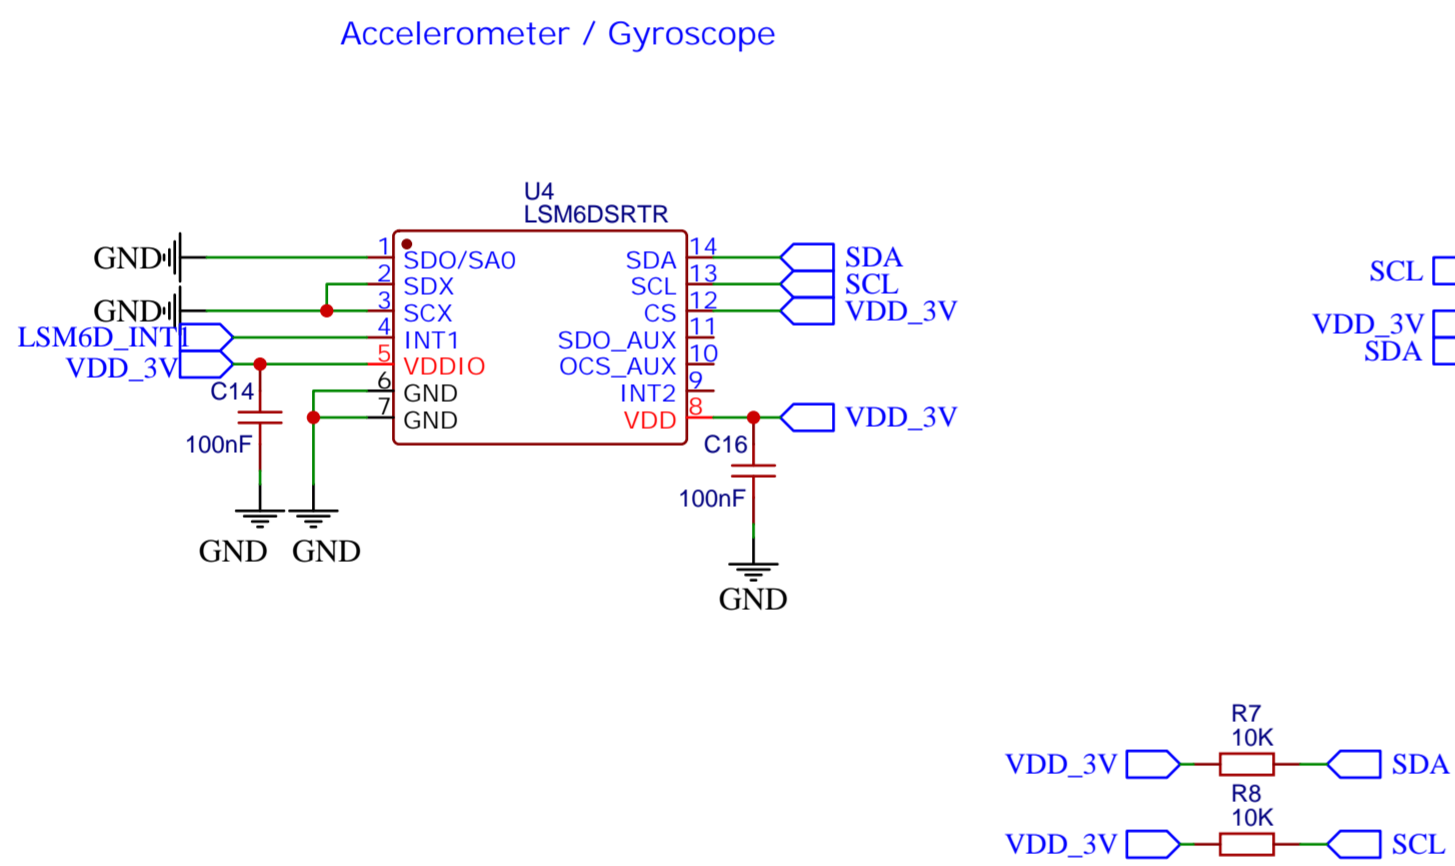 Accelerometer / Gyroscope
U4
LSM6DSRTR
GND
1
SDO/SA0
SDA
14
SDA
2
SDX
SCL
13
SCL
GND
3
SCX
CS
12
VDD_3V
LSM6D_INT1
4
INT1
SDO_AUX
11
VDD_3V
5
VDDIO
OCS_AUX
10
6
GND
INT2
9
7
GND
VDD
8
VDD_3V
C14
100nF
C16
100nF
GND
GND
GND
SCL
VDD_3V
SDA
R7
10K
VDD_3V
SDA
R8
10K
VDD_3V
SCL